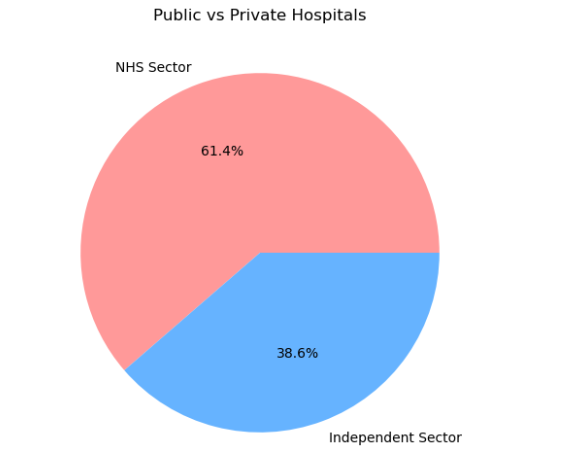 Public vs Private Hospitals
NHS Sector
61.4%
38.6%
Independent Sector